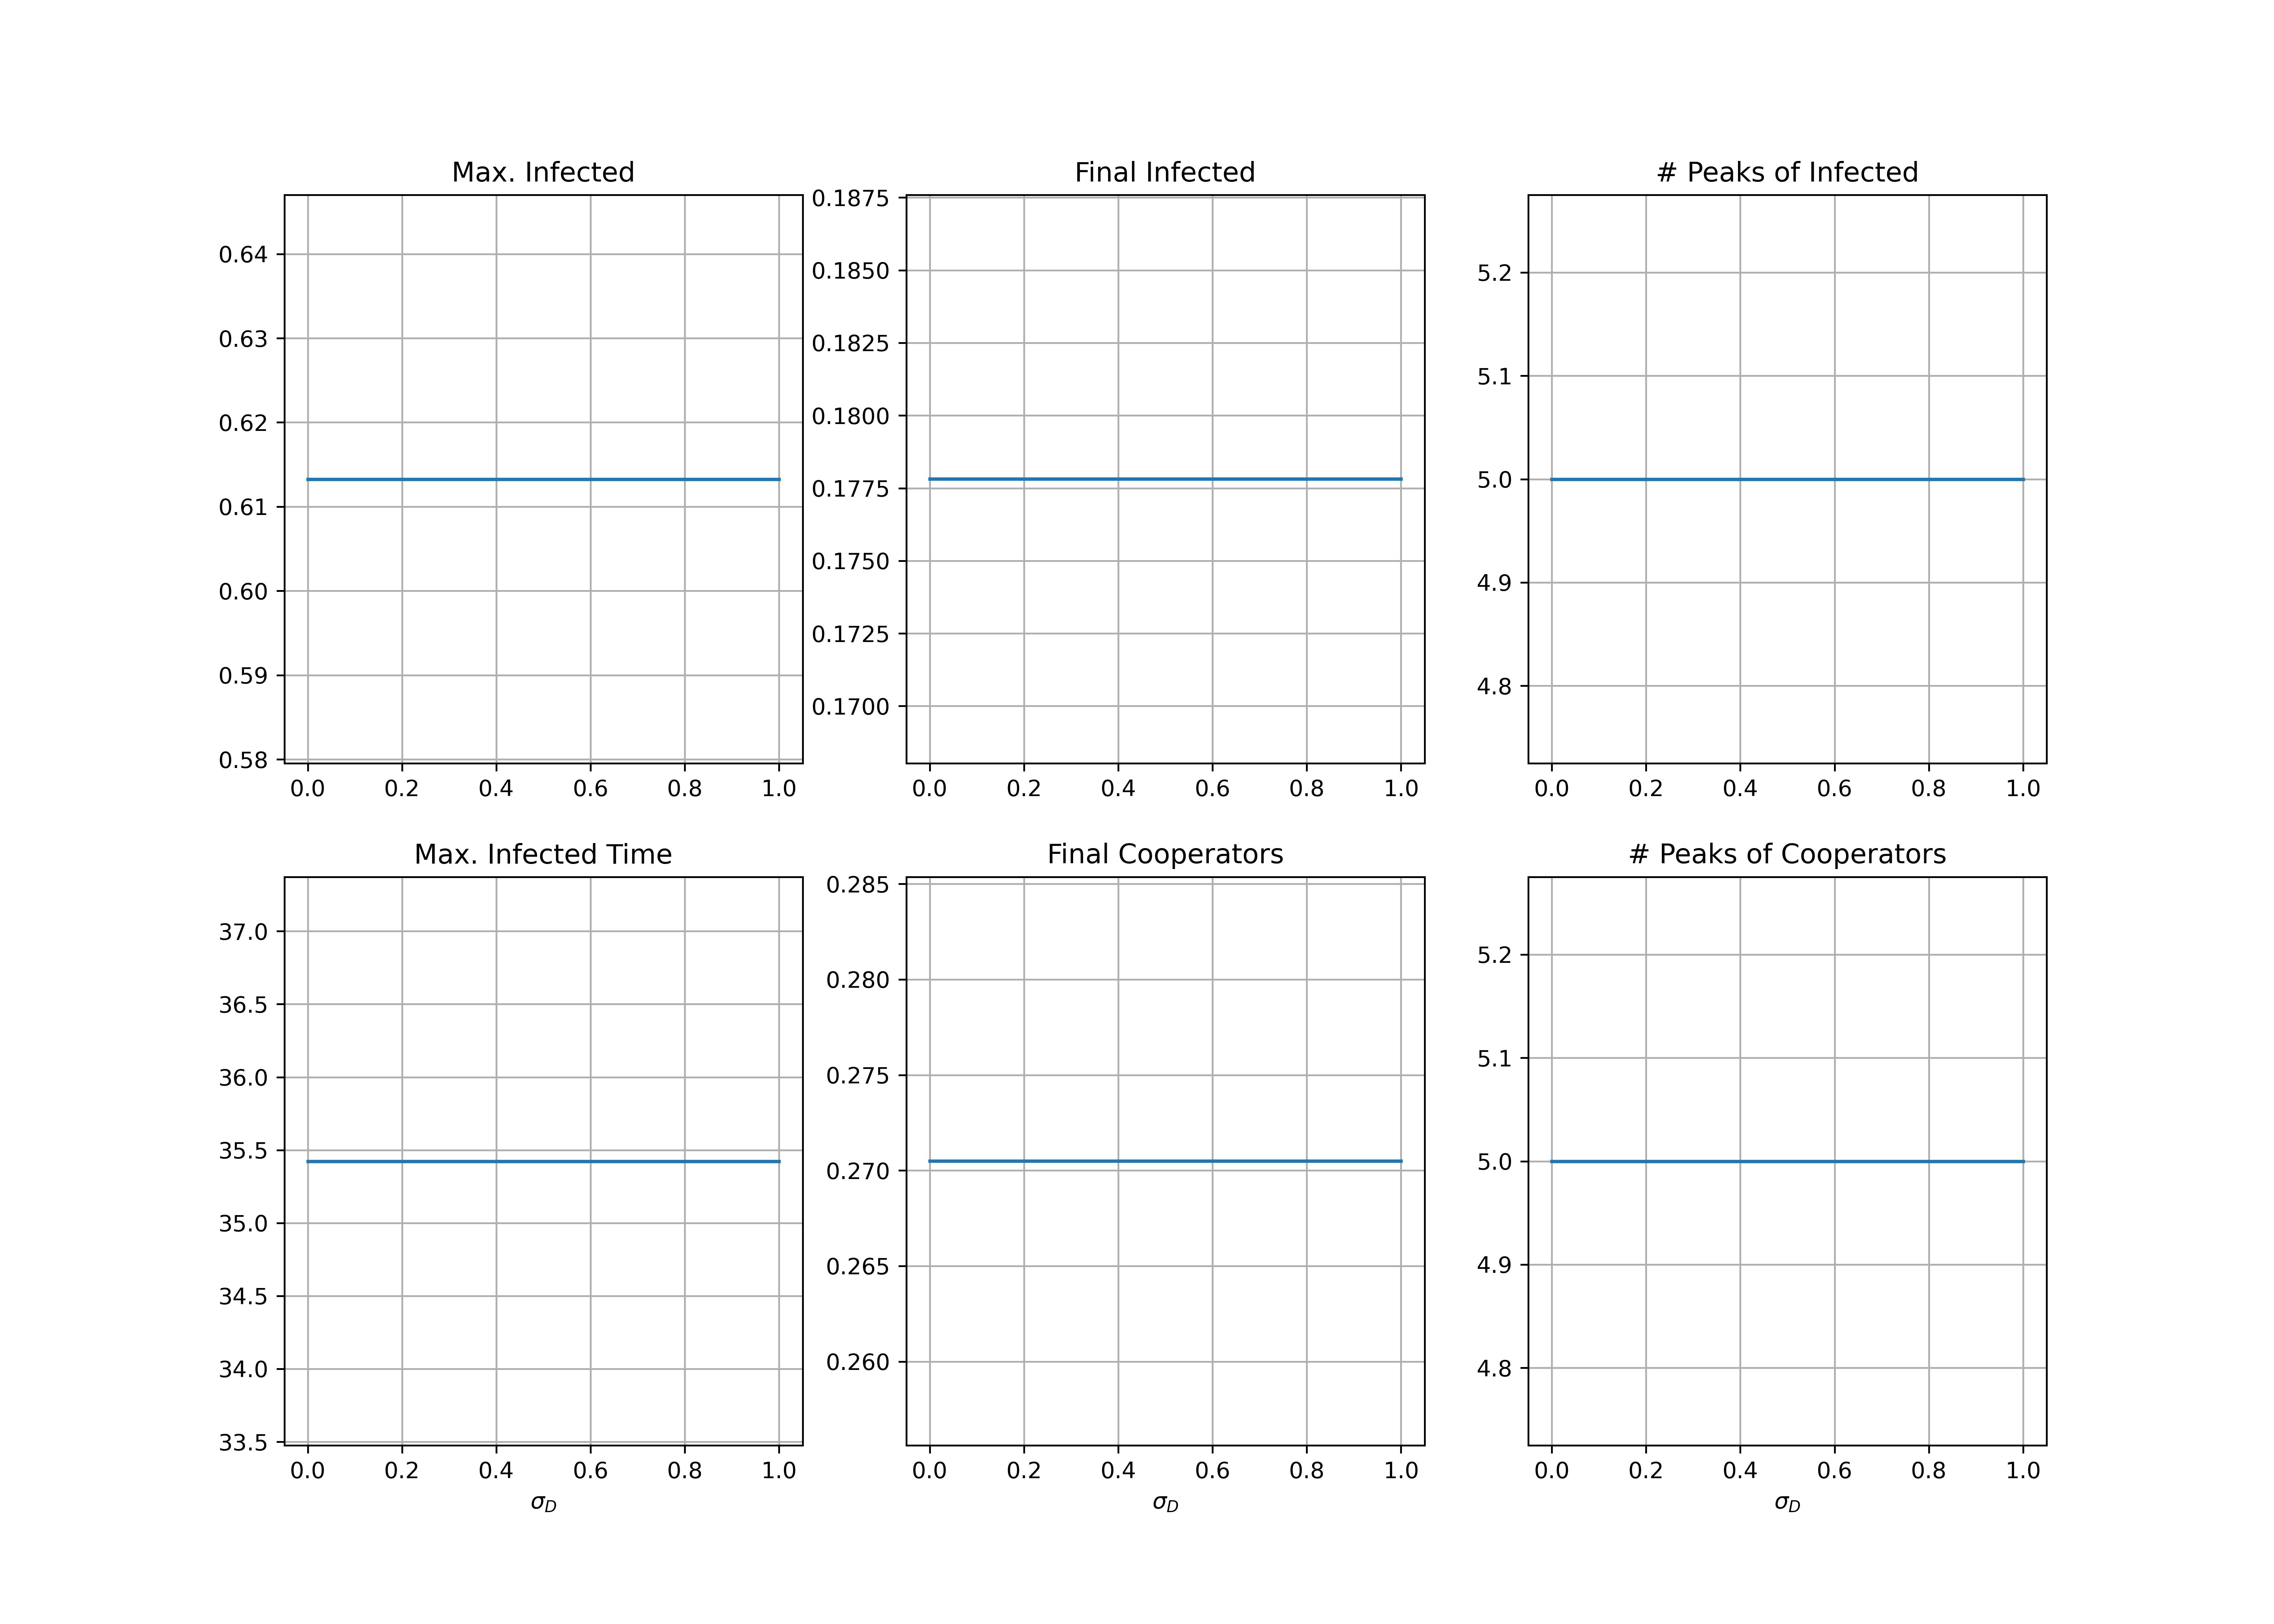 Max. Infected
0.64
0.63
0.62
0.61
0.60
0.59
0.58
0.0 0.2 0.4 0.6 0.8 1.0
Final Infected
0.1875
0.1850
0.1825
0.1800
0.1775
0.1750
0.1725
0.1700
0.0 0.2 0.4 0.6 0.8 1.0
# Peaks of Infected
5.2
5.1
5.0
4.9
4.8
0.0 0.2 0.4 0.6 0.8 1.0
Max. Infected Time
37.0
36.5
36.0
35.5
35.0
34.5
34.0
33.5
0.0 0.2 0.4 0.6 0.8 1.0
σ_D
Final Cooperators
0.285
0.280
0.275
0.270
0.265
0.260
0.0 0.2 0.4 0.6 0.8 1.0
σ_D
# Peaks of Cooperators
5.2
5.1
5.0
4.9
4.8
0.0 0.2 0.4 0.6 0.8 1.0
σ_D